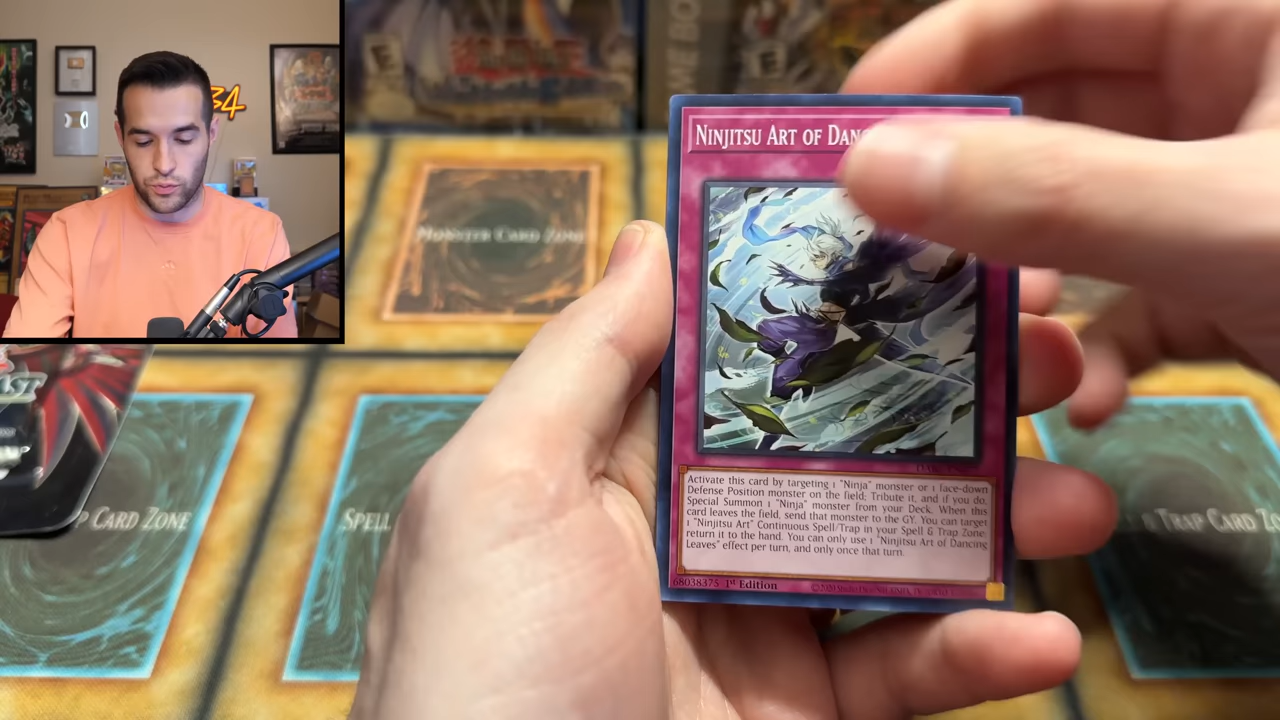 34
MONSTER CARD ZONE
NINJITSU ART OF DANC
Activate this card by targeting 1 "Ninja" monster or 1 face-down
Defense Position monster on the field; Tribute it, and if you do,
Special Summon 1 "Ninja" monster from your Deck. When this
card leaves the field, send that monster to the GY. You can target
1 "Ninjitsu Art" Continuous Spell/Trap in your Spell & Trap Zone;
return it to the hand. You can only use 1 "Ninjitsu Art of Dancing
Leaves" effect per turn, and only once that turn.
68038375 1st Edition
P CARD ZONE
SPELL
TRAP CARD ZO
GAME BO
E
E